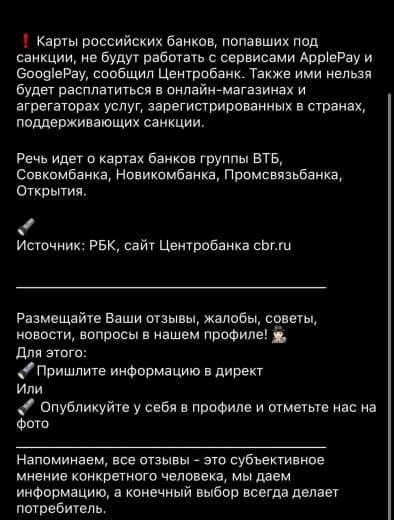 ❗ Карты российских банков, попавших под
санкции, не будут работать с сервисами ApplePay и
GooglePay, сообщил Центробанк. Также ими нельзя
будет расплатиться в онлайн-магазинах и
агрегаторах услуг, зарегистрированных в странах,
поддерживающих санкции.
Речь идет о картах банков группы ВТБ,
Совкомбанка, Новикомбанка, Промсвязьбанка,
Открытия.
🔦
Источник: РБК, сайт Центробанка cbr.ru
Размещайте Ваши отзывы, жалобы, советы,
новости, вопросы в нашем профиле!🕵🏻
Для этого:
🔦Пришлите информацию в директ
Или
🔦 Опубликуйте у себя в профиле и отметьте нас на
фото
Напоминаем, все отзывы - это субъективное
мнение конкретного человека, мы даем
информацию, а конечный выбор всегда делает
потребитель.